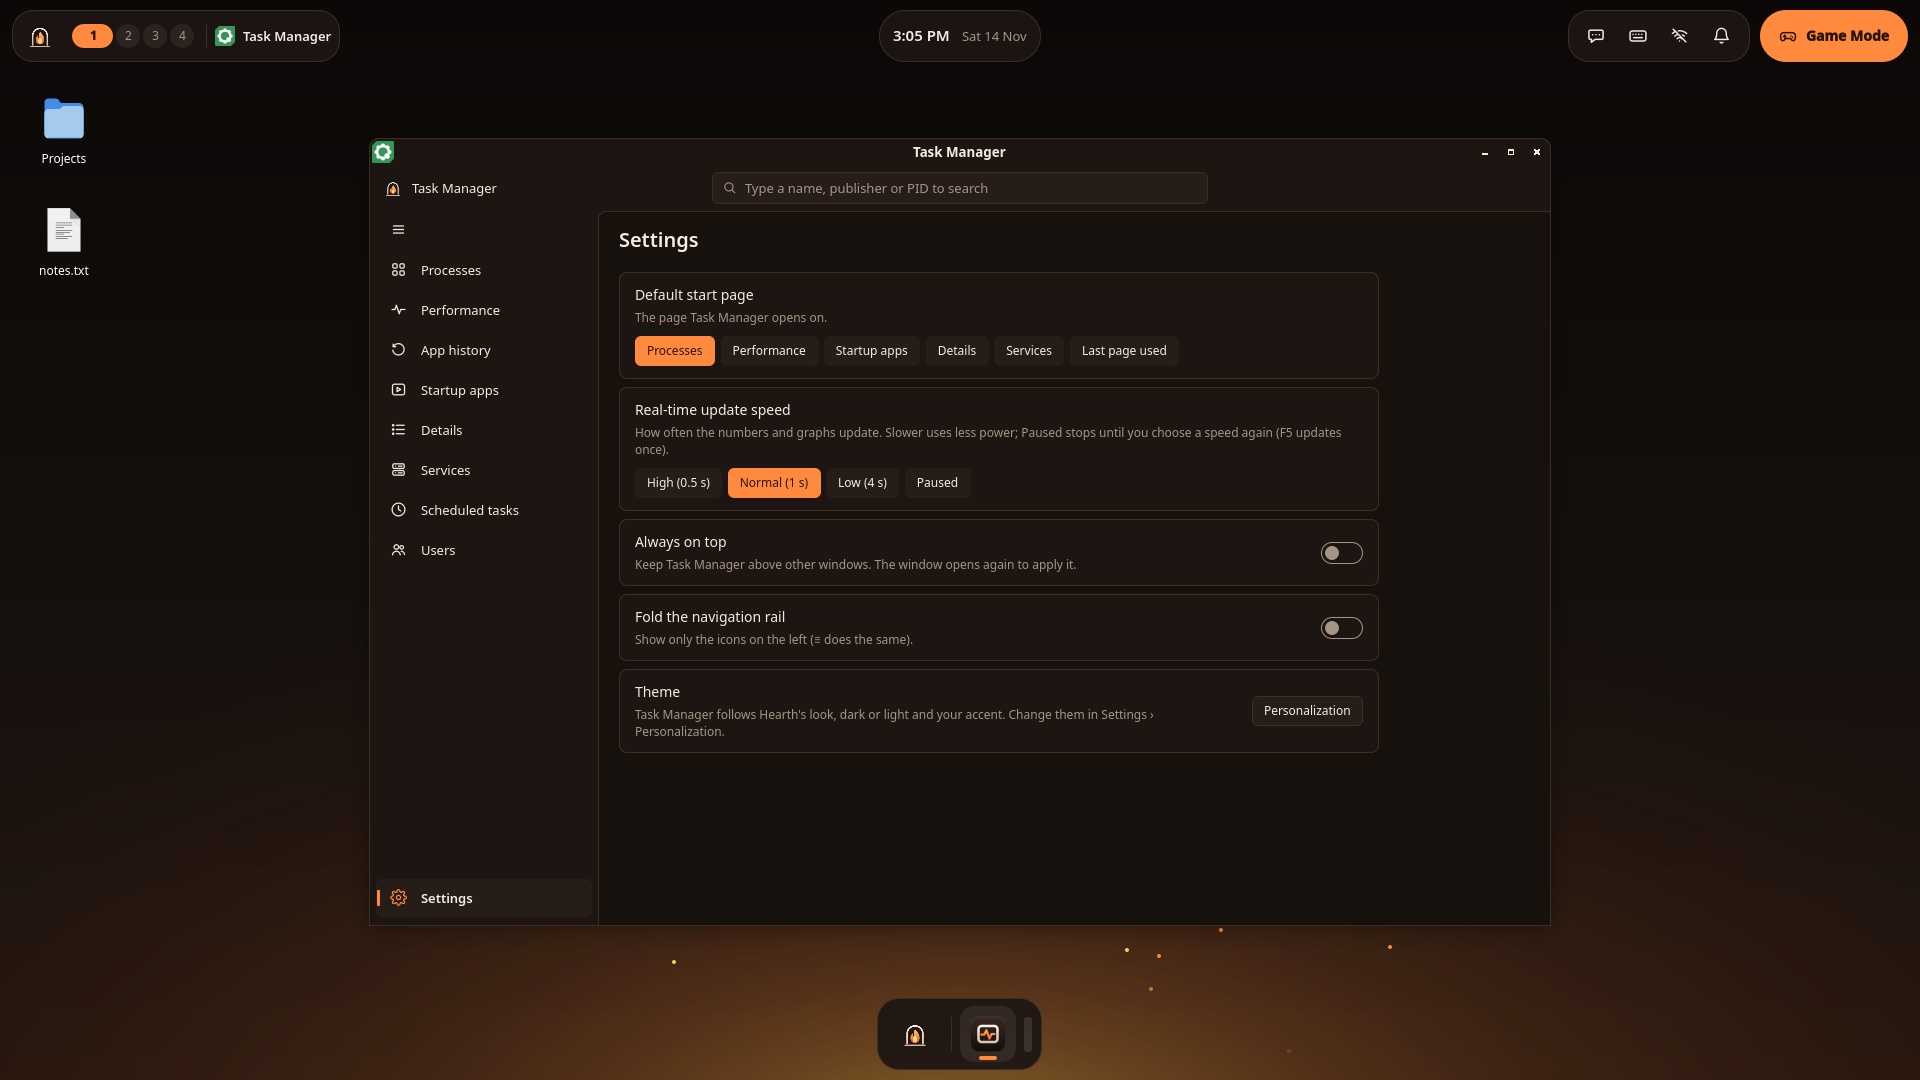 1
2
3
4
Task Manager
3:05 PM
Sat 14 Nov
Game Mode
Projects
notes.txt
Task Manager
Task Manager
Type a name, publisher or PID to search
Processes
Performance
App history
Startup apps
Details
Services
Scheduled tasks
Users
Settings
Settings
Default start page
The page Task Manager opens on.
Processes
Performance
Startup apps
Details
Services
Last page used
Real-time update speed
How often the numbers and graphs update. Slower uses less power; Paused stops until you choose a speed again (F5 updates
once).
High (0.5 s)
Normal (1 s)
Low (4 s)
Paused
Always on top
Keep Task Manager above other windows. The window opens again to apply it.
Fold the navigation rail
Show only the icons on the left (≡ does the same).
Theme
Task Manager follows Hearth's look, dark or light and your accent. Change them in Settings ›
Personalization.
Personalization